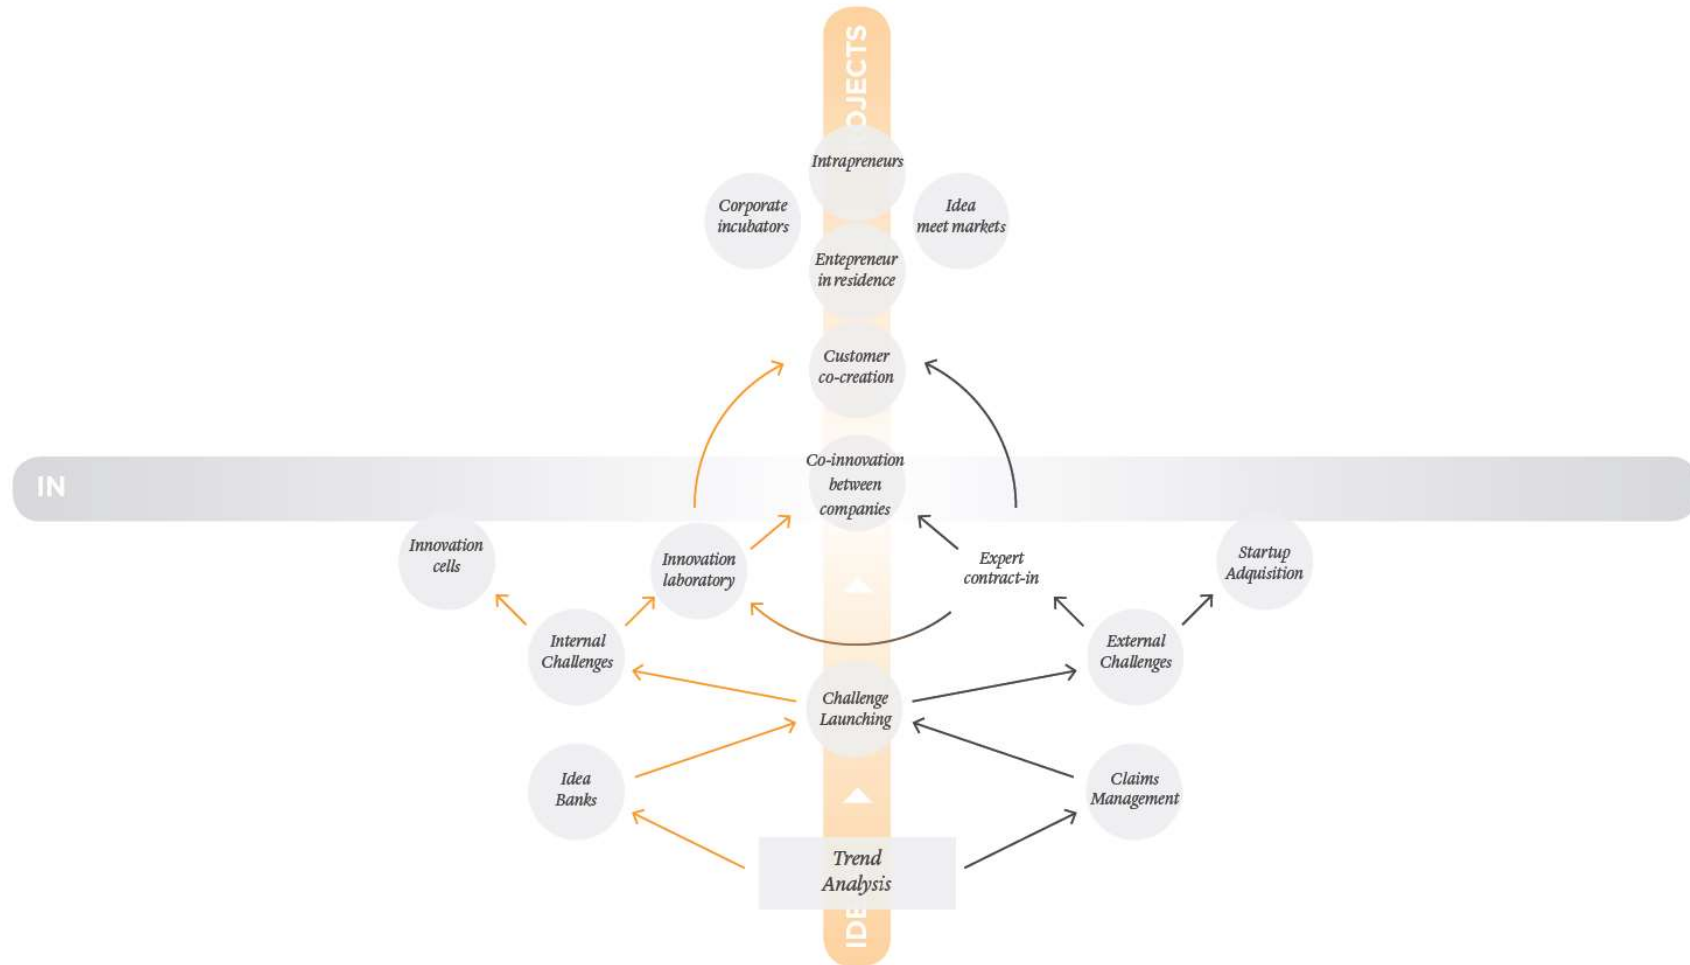 OJECTS
Intrapreneurs
Corporate
incubators
Idea
meet markets
Entepreneur
in residence
Customer
co-creation
Co-innovation
between
companies
IN
Innovation
cells
Innovation
laboratory
Expert
contract-in
Startup
Adquisition
Internal
Challenges
External
Challenges
Challenge
Launching
Idea
Banks
Claims
Management
Trend
Analysis
IDE